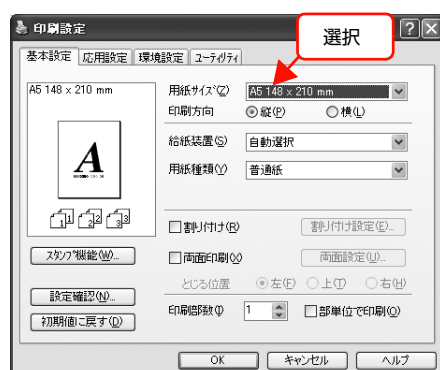 印刷設定
選択
基本設定 応用設定 環境設定 ユーティリティ
A5 148 x 210 mm
用紙サイズ(Z) A5 148 x 210 mm
印刷方向 縦(P) 横(L)
給紙装置(S) 自動選択
用紙種類(Y) 普通紙
A
1 1 2 2 3 3
割り付け(R) 割り付け設定(E)...
スタンプ機能(W)... 両面印刷(X) 両面設定(U)...
とじる位置 左(F) 上(T) 右(H)
設定確認(N)...
印刷部数(I) 1 部単位で印刷(O)
初期値に戻す(D)
OK キャンセル ヘルプ